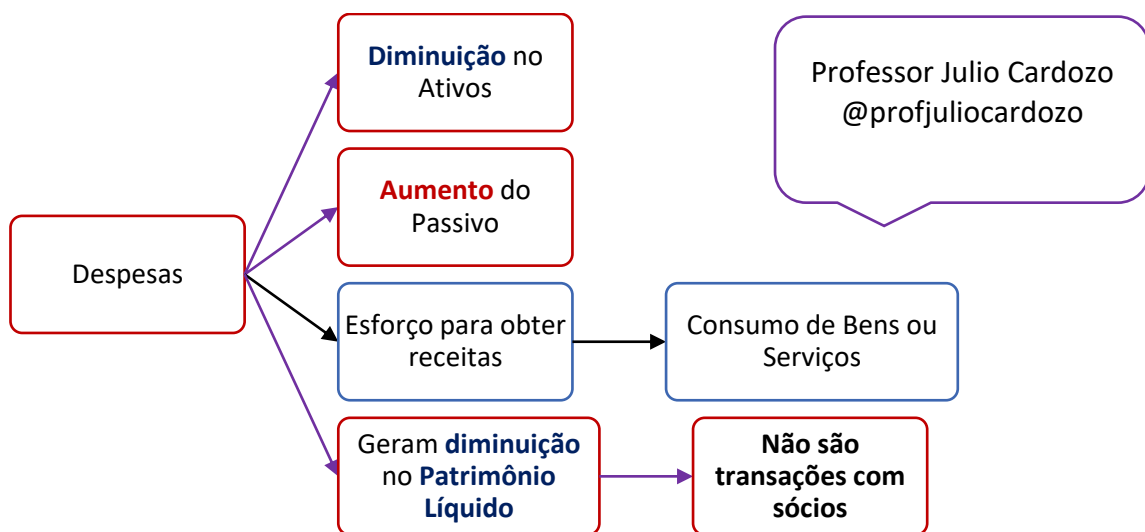 Diminuição no
Ativos
Professor Julio Cardozo
@profjuliocardozo
Aumento do
Passivo
Despesas
Esforço para obter
receitas
Consumo de Bens ou
Serviços
Geram diminuição
no Patrimônio
Líquido
Não são
transações com
sócios